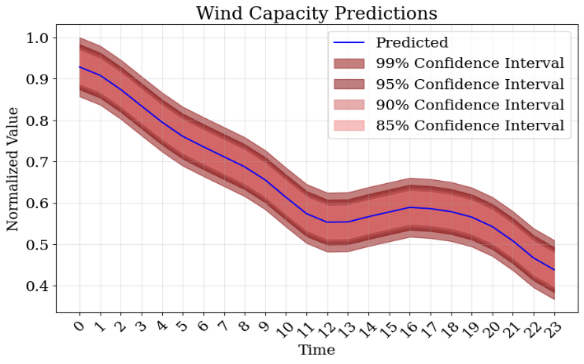 Wind Capacity Predictions
Normalized Value
1.0
0.9
0.8
0.7
0.6
0.5
0.4
Predicted
99% Confidence Interval
95% Confidence Interval
90% Confidence Interval
85% Confidence Interval
0 1 2 3 4 5 6 7 8 9 10 11 12 13 14 15 16 17 18 19 20 21 22 23
Time